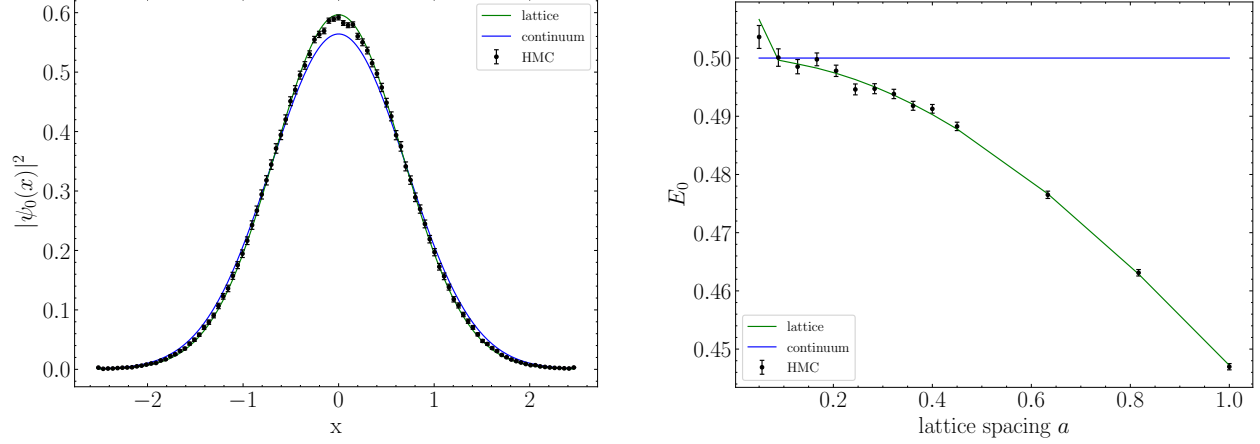 0.6
0.5
0.4
0.3
0.2
0.1
0.0
|ψ₀(x)|²
−2
−1
0
1
2
x
lattice
continuum
HMC
0.50
0.49
0.48
0.47
0.46
0.45
E₀
0.2
0.4
0.6
0.8
1.0
lattice spacing a
lattice
continuum
HMC